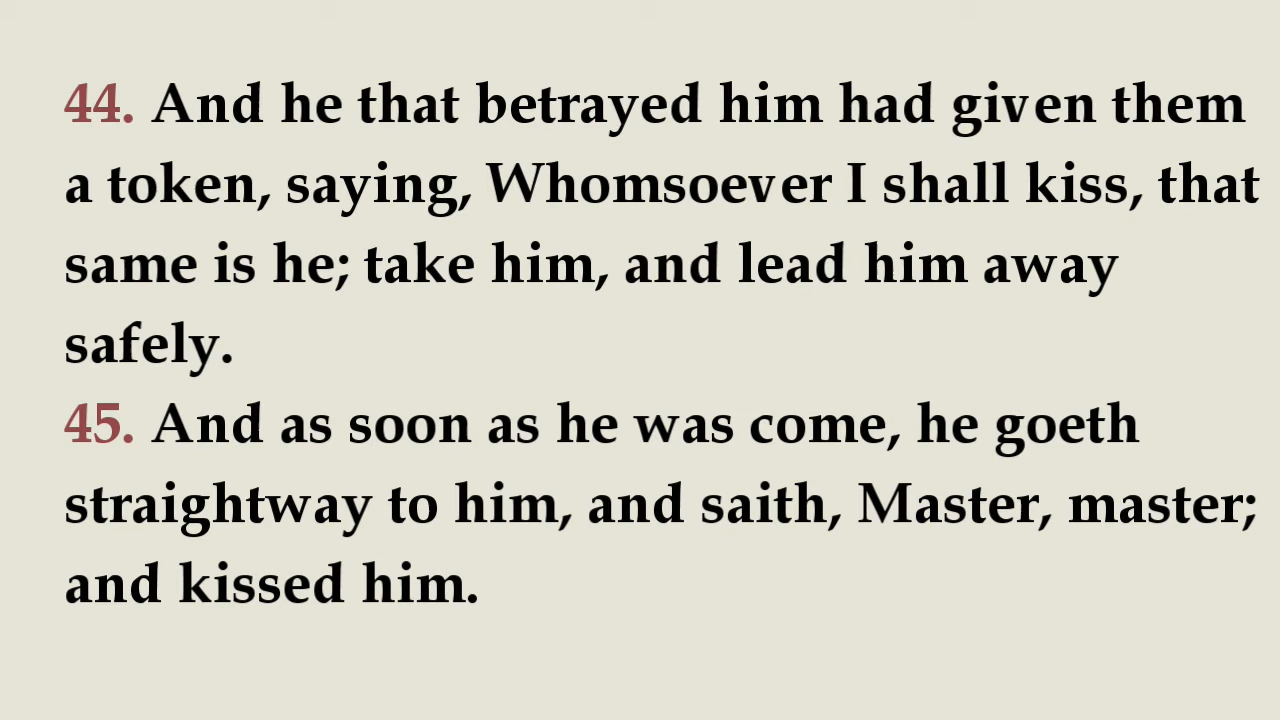 44. And he that betrayed him had given them
a token, saying, Whomsoever I shall kiss, that
same is he; take him, and lead him away
safely.
45. And as soon as he was come, he goeth
straightway to him, and saith, Master, master;
and kissed him.